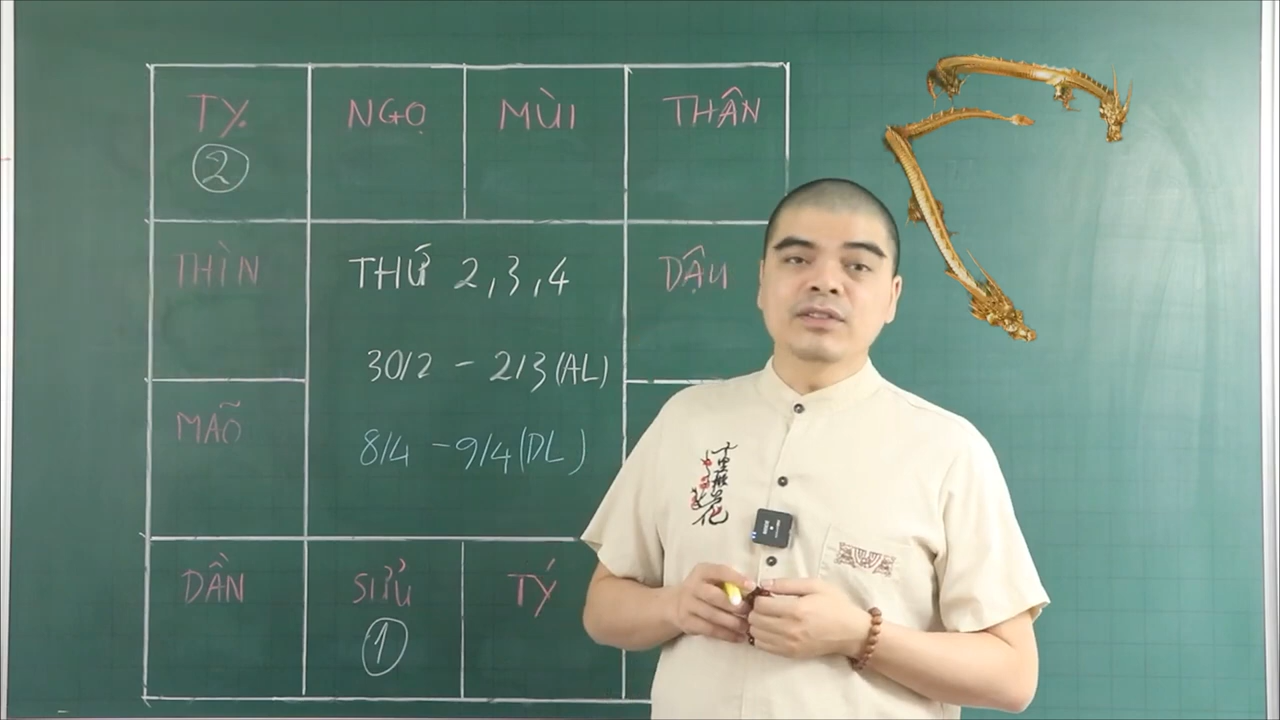 TỴ NGỌ MÙI THÂN
2
THÌN THỨ 2,3,4 DẬU
30/2 - 2/3 (AL)
MÃO
8/4 - 9/4 (DL)
DẦN SỬU TÝ
1